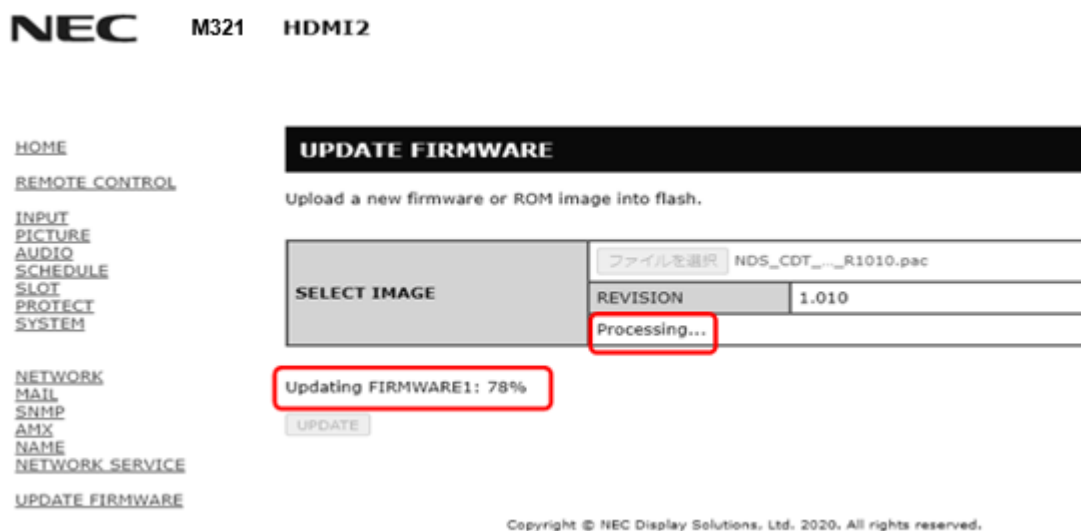 NEC M321 HDMI2
HOME
REMOTE CONTROL
INPUT
PICTURE
AUDIO
SCHEDULE
SLOT
PROTECT
SYSTEM
NETWORK
MAIL
SNMP
AMX
NAME
NETWORK SERVICE
UPDATE FIRMWARE
UPDATE FIRMWARE
Upload a new firmware or ROM image into flash.
SELECT IMAGE
ファイルを選択 NDS_CDT_..._R1010.pac
REVISION 1.010
Processing...
Updating FIRMWARE1: 78%
UPDATE
Copyright © NEC Display Solutions, Ltd. 2020. All rights reserved.